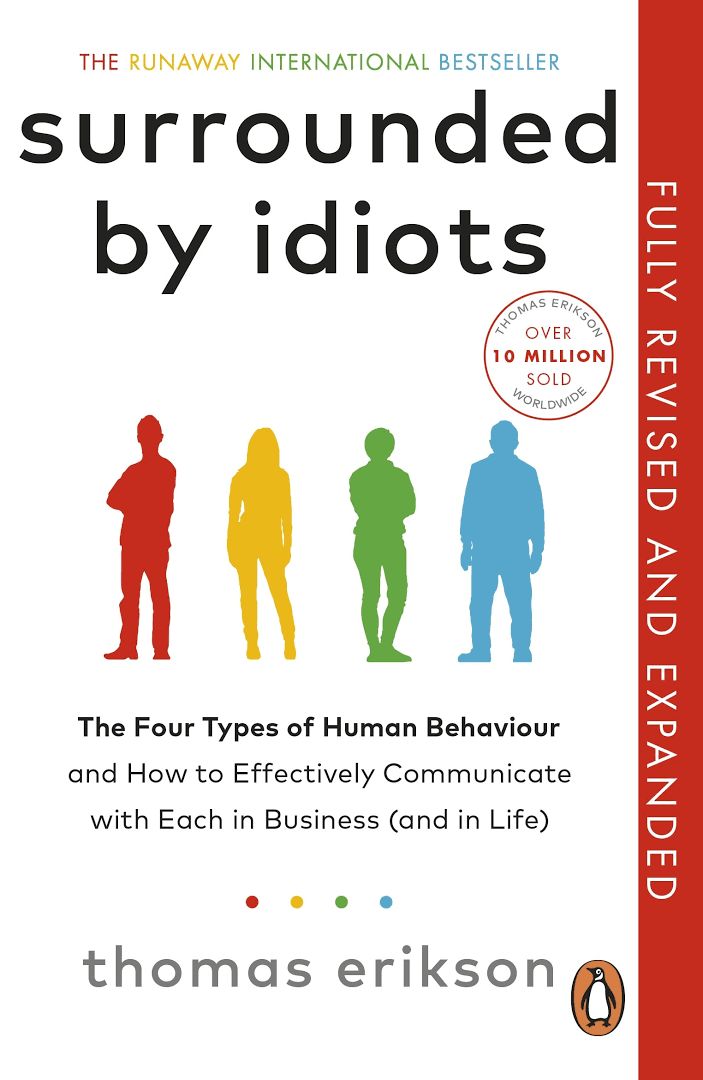 THE RUNAWAY INTERNATIONAL BESTSELLER
surrounded
by idiots
THOMAS ERIKSON
OVER
10 MILLION
SOLD
WORLDWIDE
The Four Types of Human Behaviour
and How to Effectively Communicate
with Each in Business (and in Life)
thomas erikson
FULLY REVISED AND EXPANDED